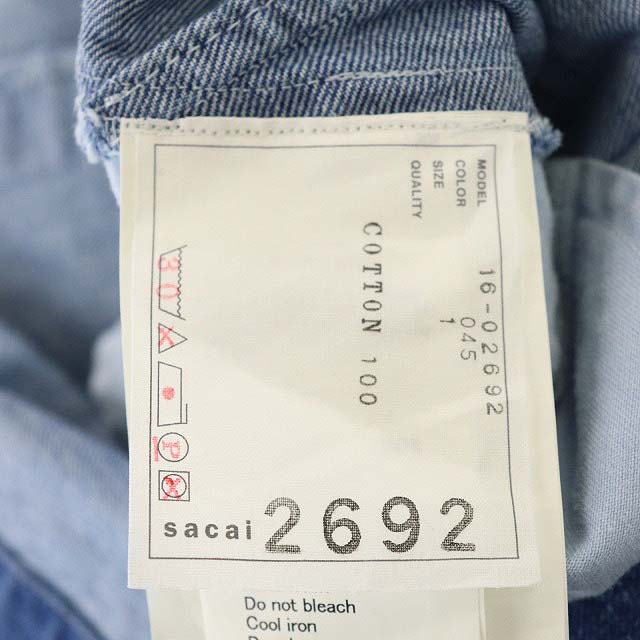 MODEL 16-02692
COLOR 045
SIZE 1
QUALITY
COTTON 100
30
P
sacai 2692
Do not bleach
Cool iron